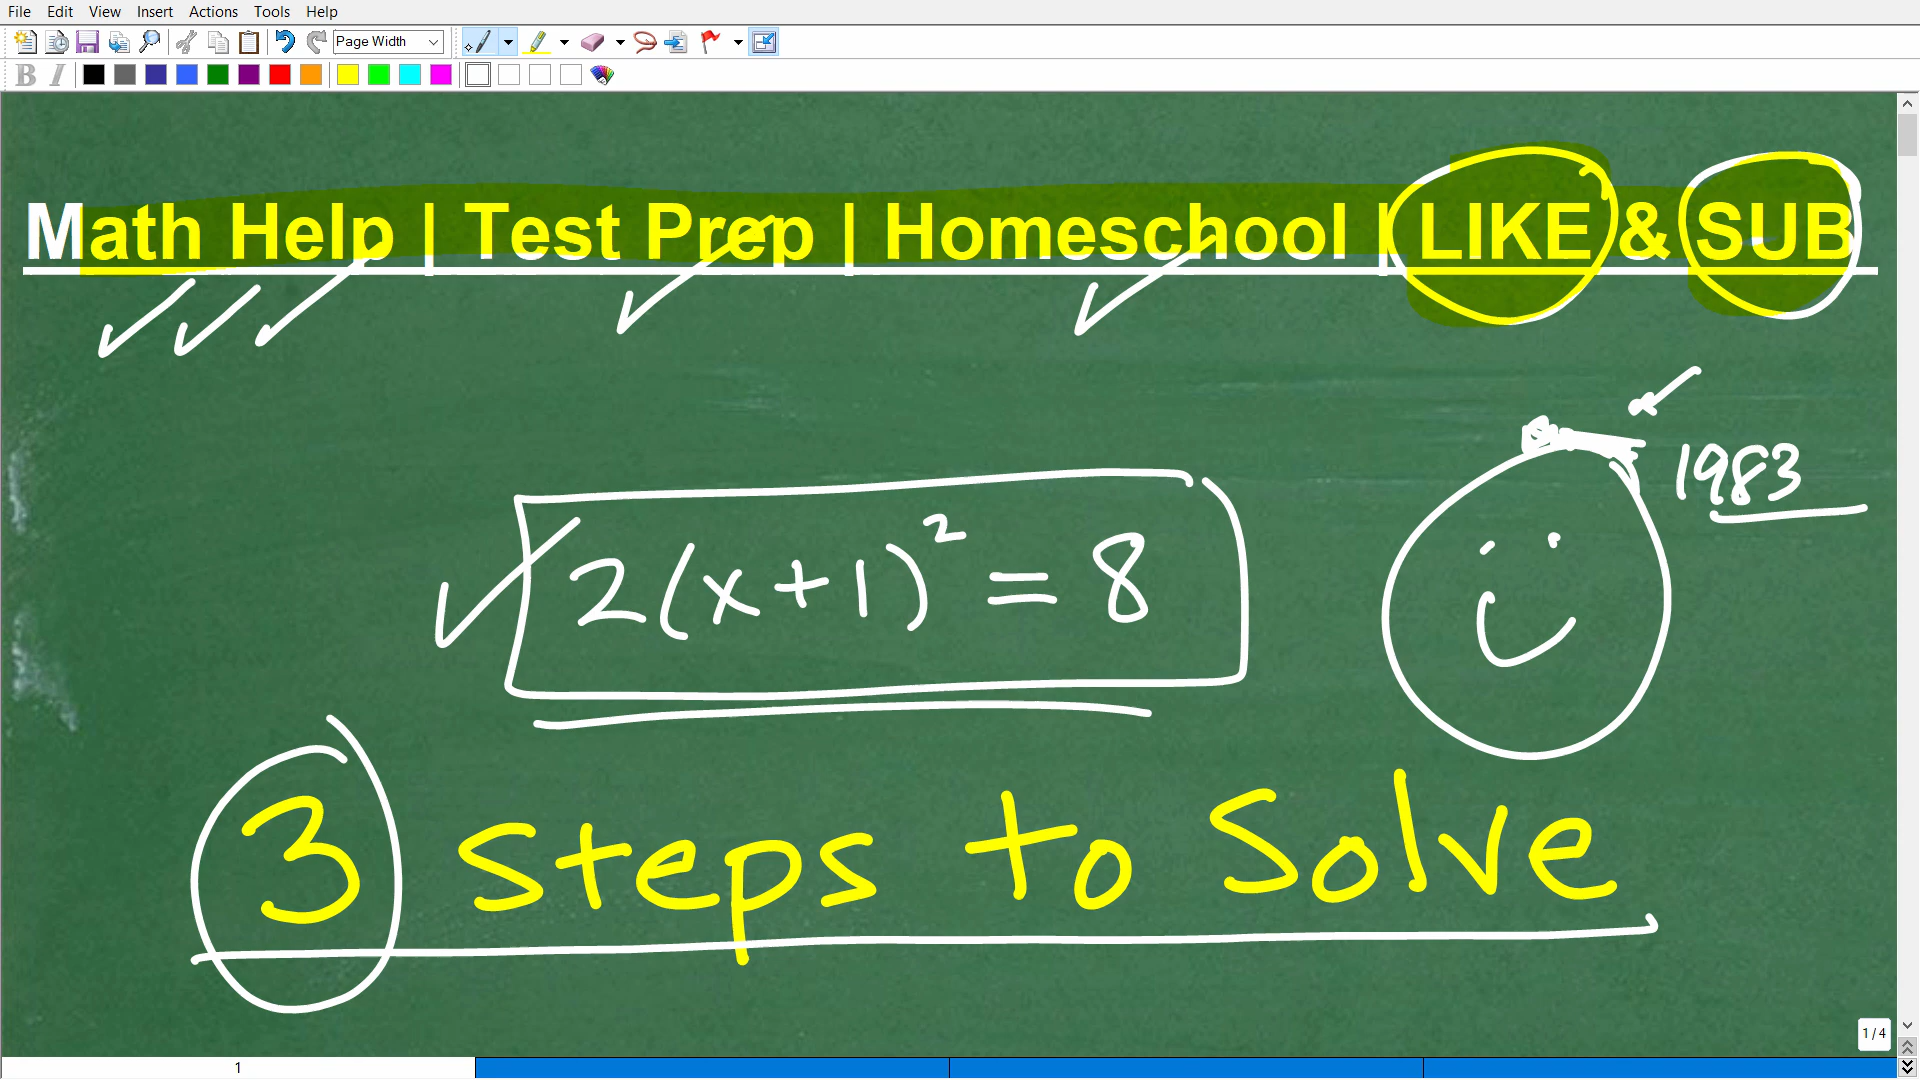 File Edit View Insert Actions Tools Help
Page Width
B I
Math Help | Test Prep | Homeschool | LIKE & SUB
1983
2(x+1)² = 8
3 Steps to Solve
1/4
1